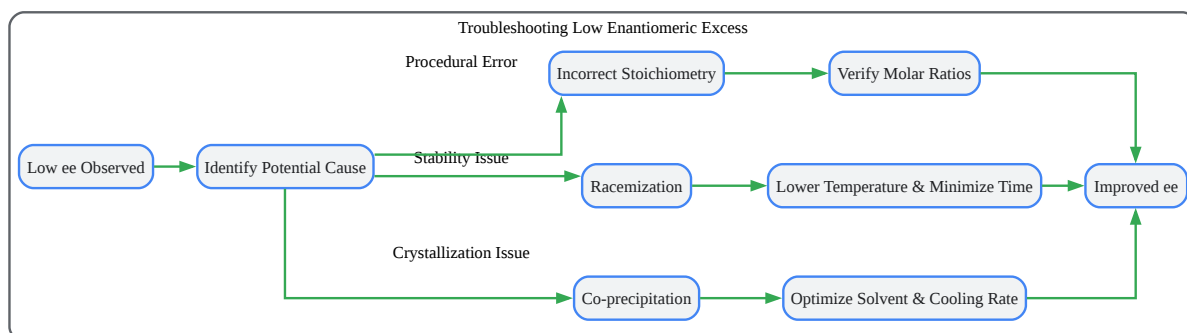 Troubleshooting Low Enantiomeric Excess
Procedural Error
Incorrect Stoichiometry
Verify Molar Ratios
Low ee Observed
Identify Potential Cause
Stability Issue
Racemization
Lower Temperature & Minimize Time
Improved ee
Crystallization Issue
Co-precipitation
Optimize Solvent & Cooling Rate